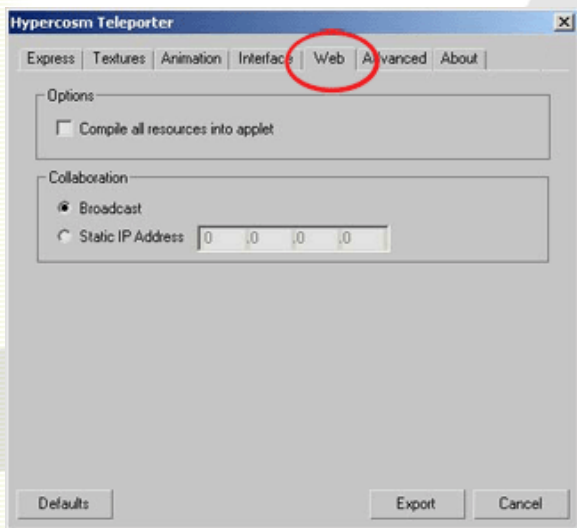 Hypercosm Teleporter
Express Textures Animation Interface Web Advanced About
Options
Compile all resources into applet
Collaboration
Broadcast
Static IP Address 0 .0 .0 .0
Defaults Export Cancel